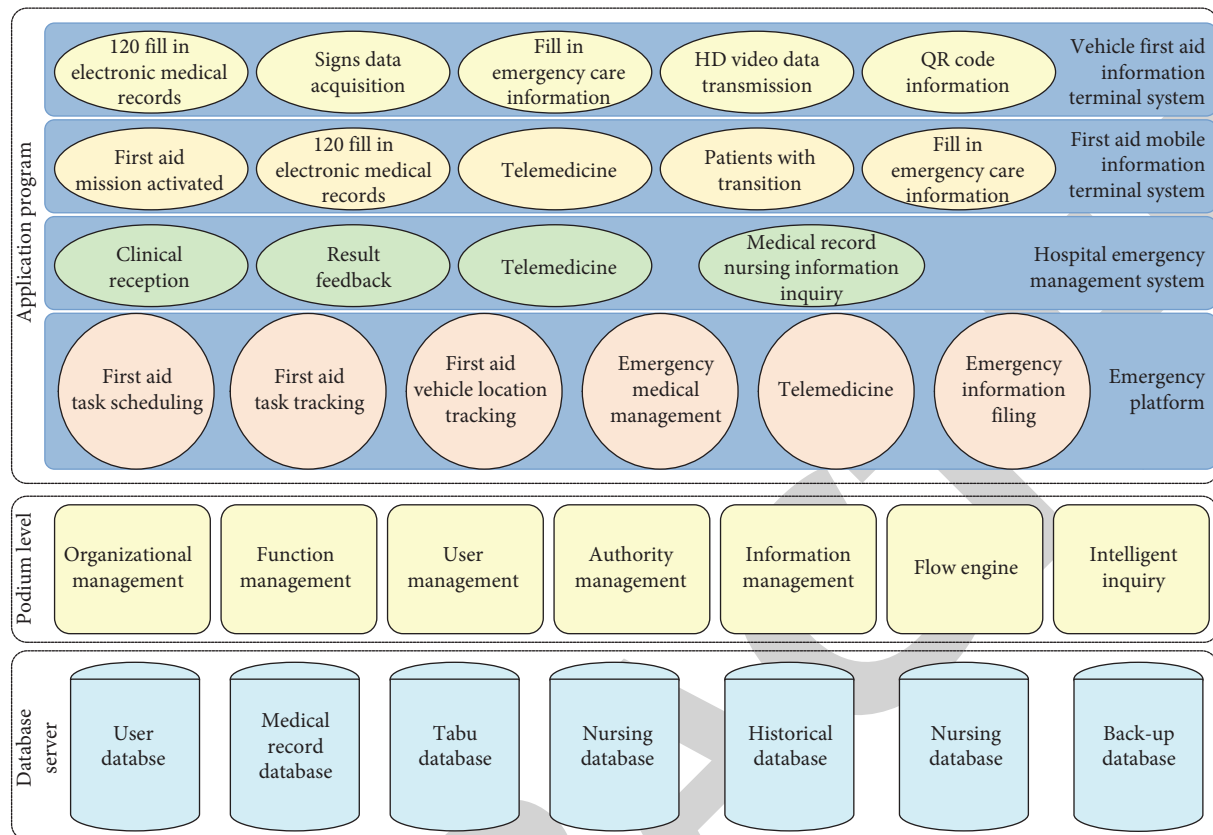 Application program
120 fill in
electronic medical
records
Signs data
acquisition
Fill in
emergency care
information
HD video data
transmission
QR code
information
Vehicle first aid
information
terminal system
First aid
mission activated
120 fill in
electronic medical
records
Telemedicine
Patients with
transition
Fill in
emergency care
information
First aid mobile
information
terminal system
Clinical
reception
Result
feedback
Telemedicine
Medical record
nursing information
inquiry
Hospital emergency
management system
First aid
task scheduling
First aid
task tracking
First aid
vehicle location
tracking
Emergency
medical
management
Telemedicine
Emergency
information
filing
Emergency
platform
Podium level
Organizational
management
Function
management
User
management
Authority
management
Information
management
Flow engine
Intelligent
inquiry
Database
server
User
databse
Medical
record
database
Tabu
database
Nursing
database
Historical
database
Nursing
database
Back-up
database